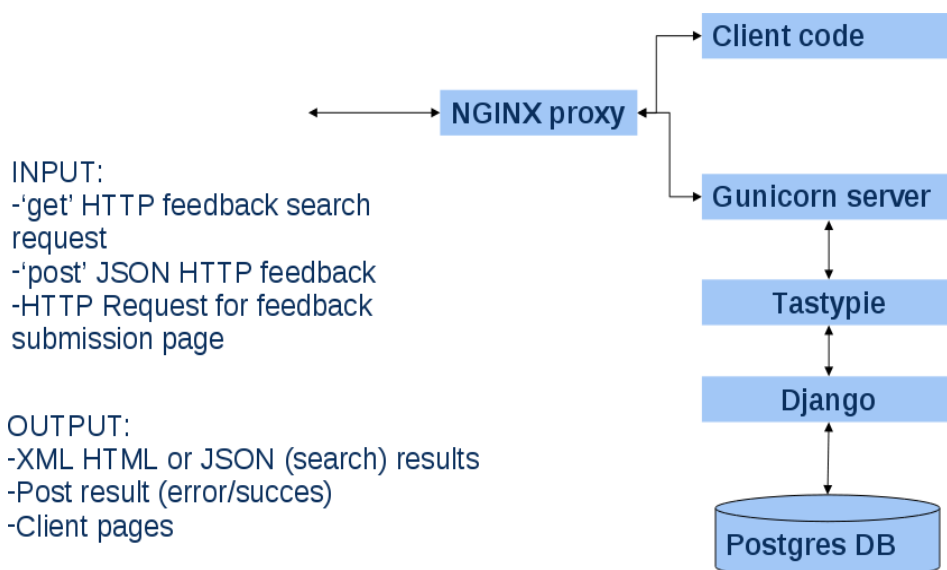 Client code
NGINX proxy
INPUT:
-‘get’ HTTP feedback search
request
-‘post’ JSON HTTP feedback
-HTTP Request for feedback
submission page
Gunicorn server
Tastypie
Django
OUTPUT:
-XML HTML or JSON (search) results
-Post result (error/succes)
-Client pages
Postgres DB